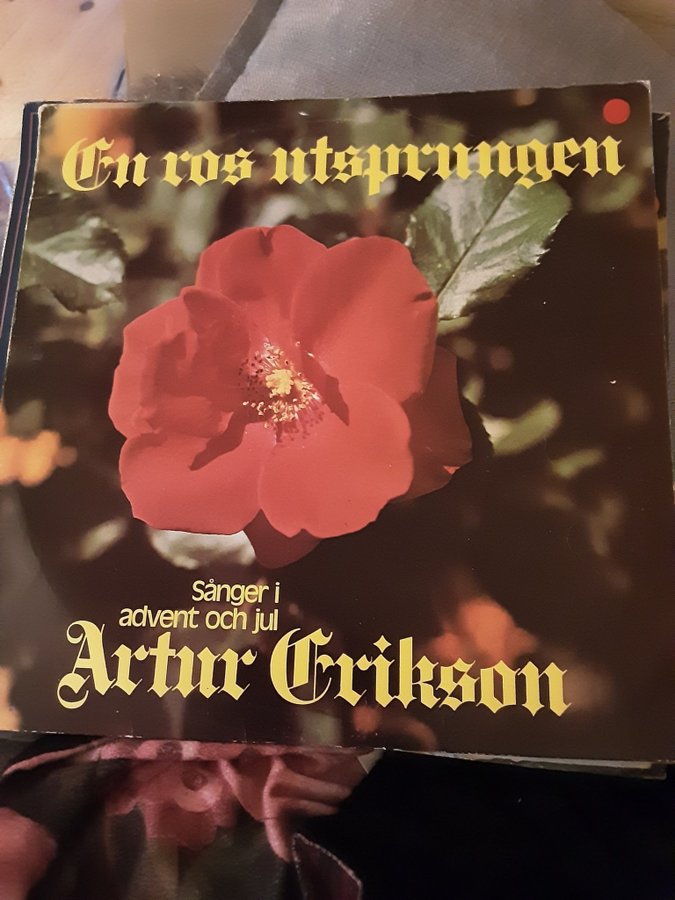 En ros utsprungen
Sånger i
advent och jul
Artur Erikson